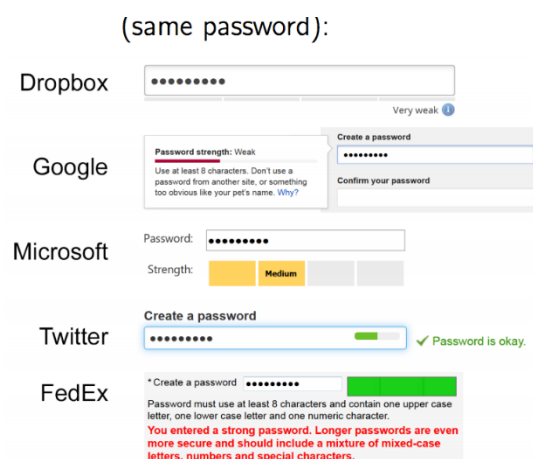 (same password):
Dropbox
●●●●●●●●●
Very weak
Google
Password strength: Weak
Use at least 8 characters. Don't use a
password from another site, or something
too obvious like your pet's name. Why?
Create a password
●●●●●●●●●
Confirm your password
Microsoft
Password: ●●●●●●●●●
Strength: Medium
Twitter
Create a password
●●●●●●●●●
✓ Password is okay.
FedEx
* Create a password ●●●●●●●●●
Password must use at least 8 characters and contain one upper case
letter, one lower case letter and one numeric character.
You entered a strong password. Longer passwords are even
more secure and should include a mixture of mixed-case
letters, numbers and special characters.